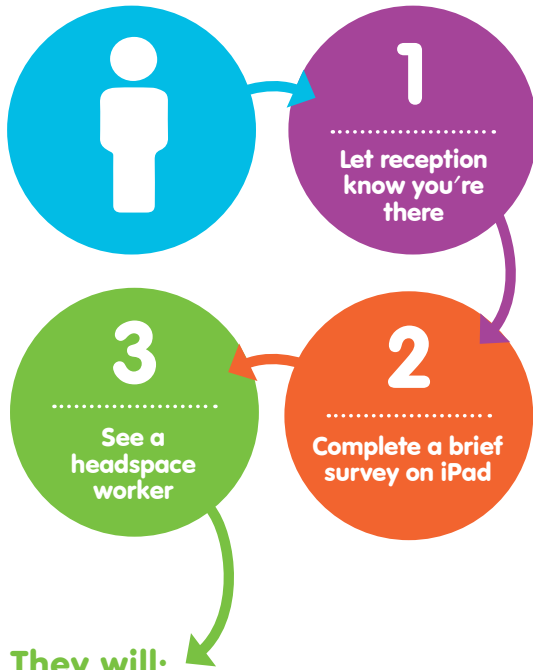 1
Let reception
know you′re
there
2
Complete a brief
survey on iPad
3
See a
headspace
worker
They will: